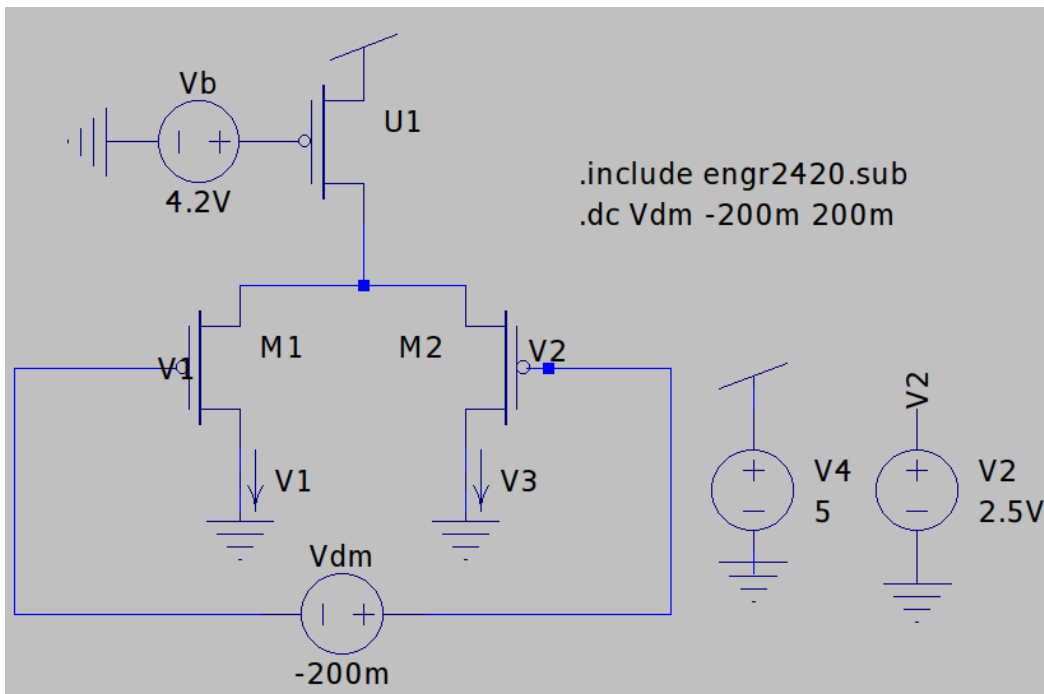 Vb
U1
4.2V
.include engr2420.sub
.dc Vdm -200m 200m
M1
M2
V1
V2
V2
V1
V3
V4
5
V2
2.5V
Vdm
-200m